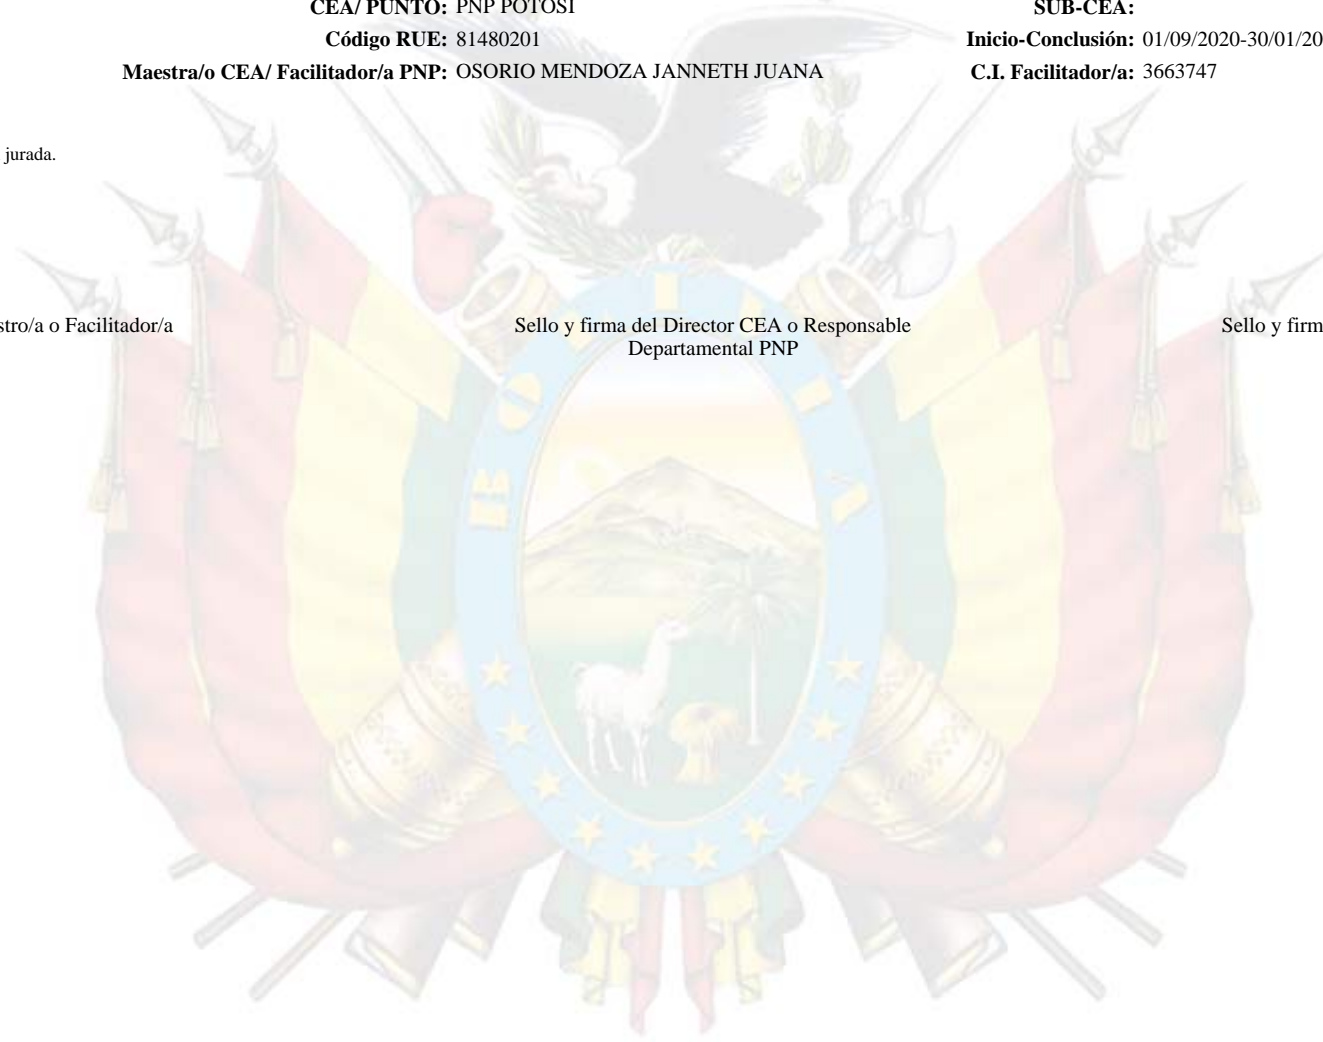 CEA/ PUNTO: PNP POTOSI SUB-CEA:
Código RUE: 81480201 Inicio-Conclusión: 01/09/2020-30/01/20
Maestra/o CEA/ Facilitador/a PNP: OSORIO MENDOZA JANNETH JUANA C.I. Facilitador/a: 3663747
jurada.
stro/a o Facilitador/a Sello y firma del Director CEA o Responsable Sello y firm
Departamental PNP
BOLIVIA